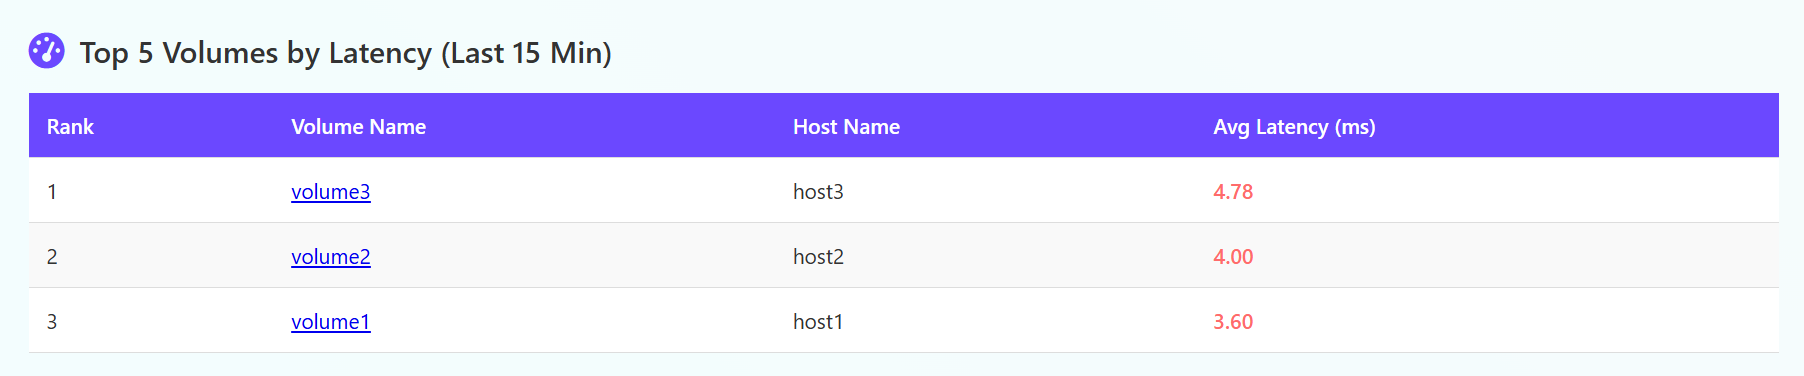 Top 5 Volumes by Latency (Last 15 Min)
Rank Volume Name Host Name Avg Latency (ms)
1 volume3 host3 4.78
2 volume2 host2 4.00
3 volume1 host1 3.60